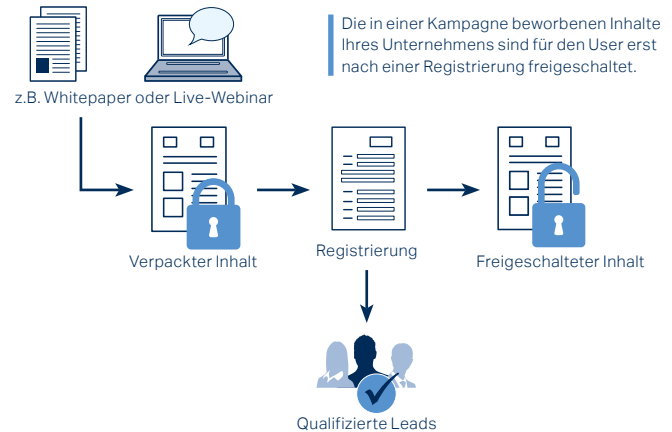 Die in einer Kampagne beworbenen Inhalte
Ihres Unternehmens sind für den User erst
nach einer Registrierung freigeschaltet.
z.B. Whitepaper oder Live-Webinar
Verpackter Inhalt
Registrierung
Freigeschalteter Inhalt
Qualifizierte Leads